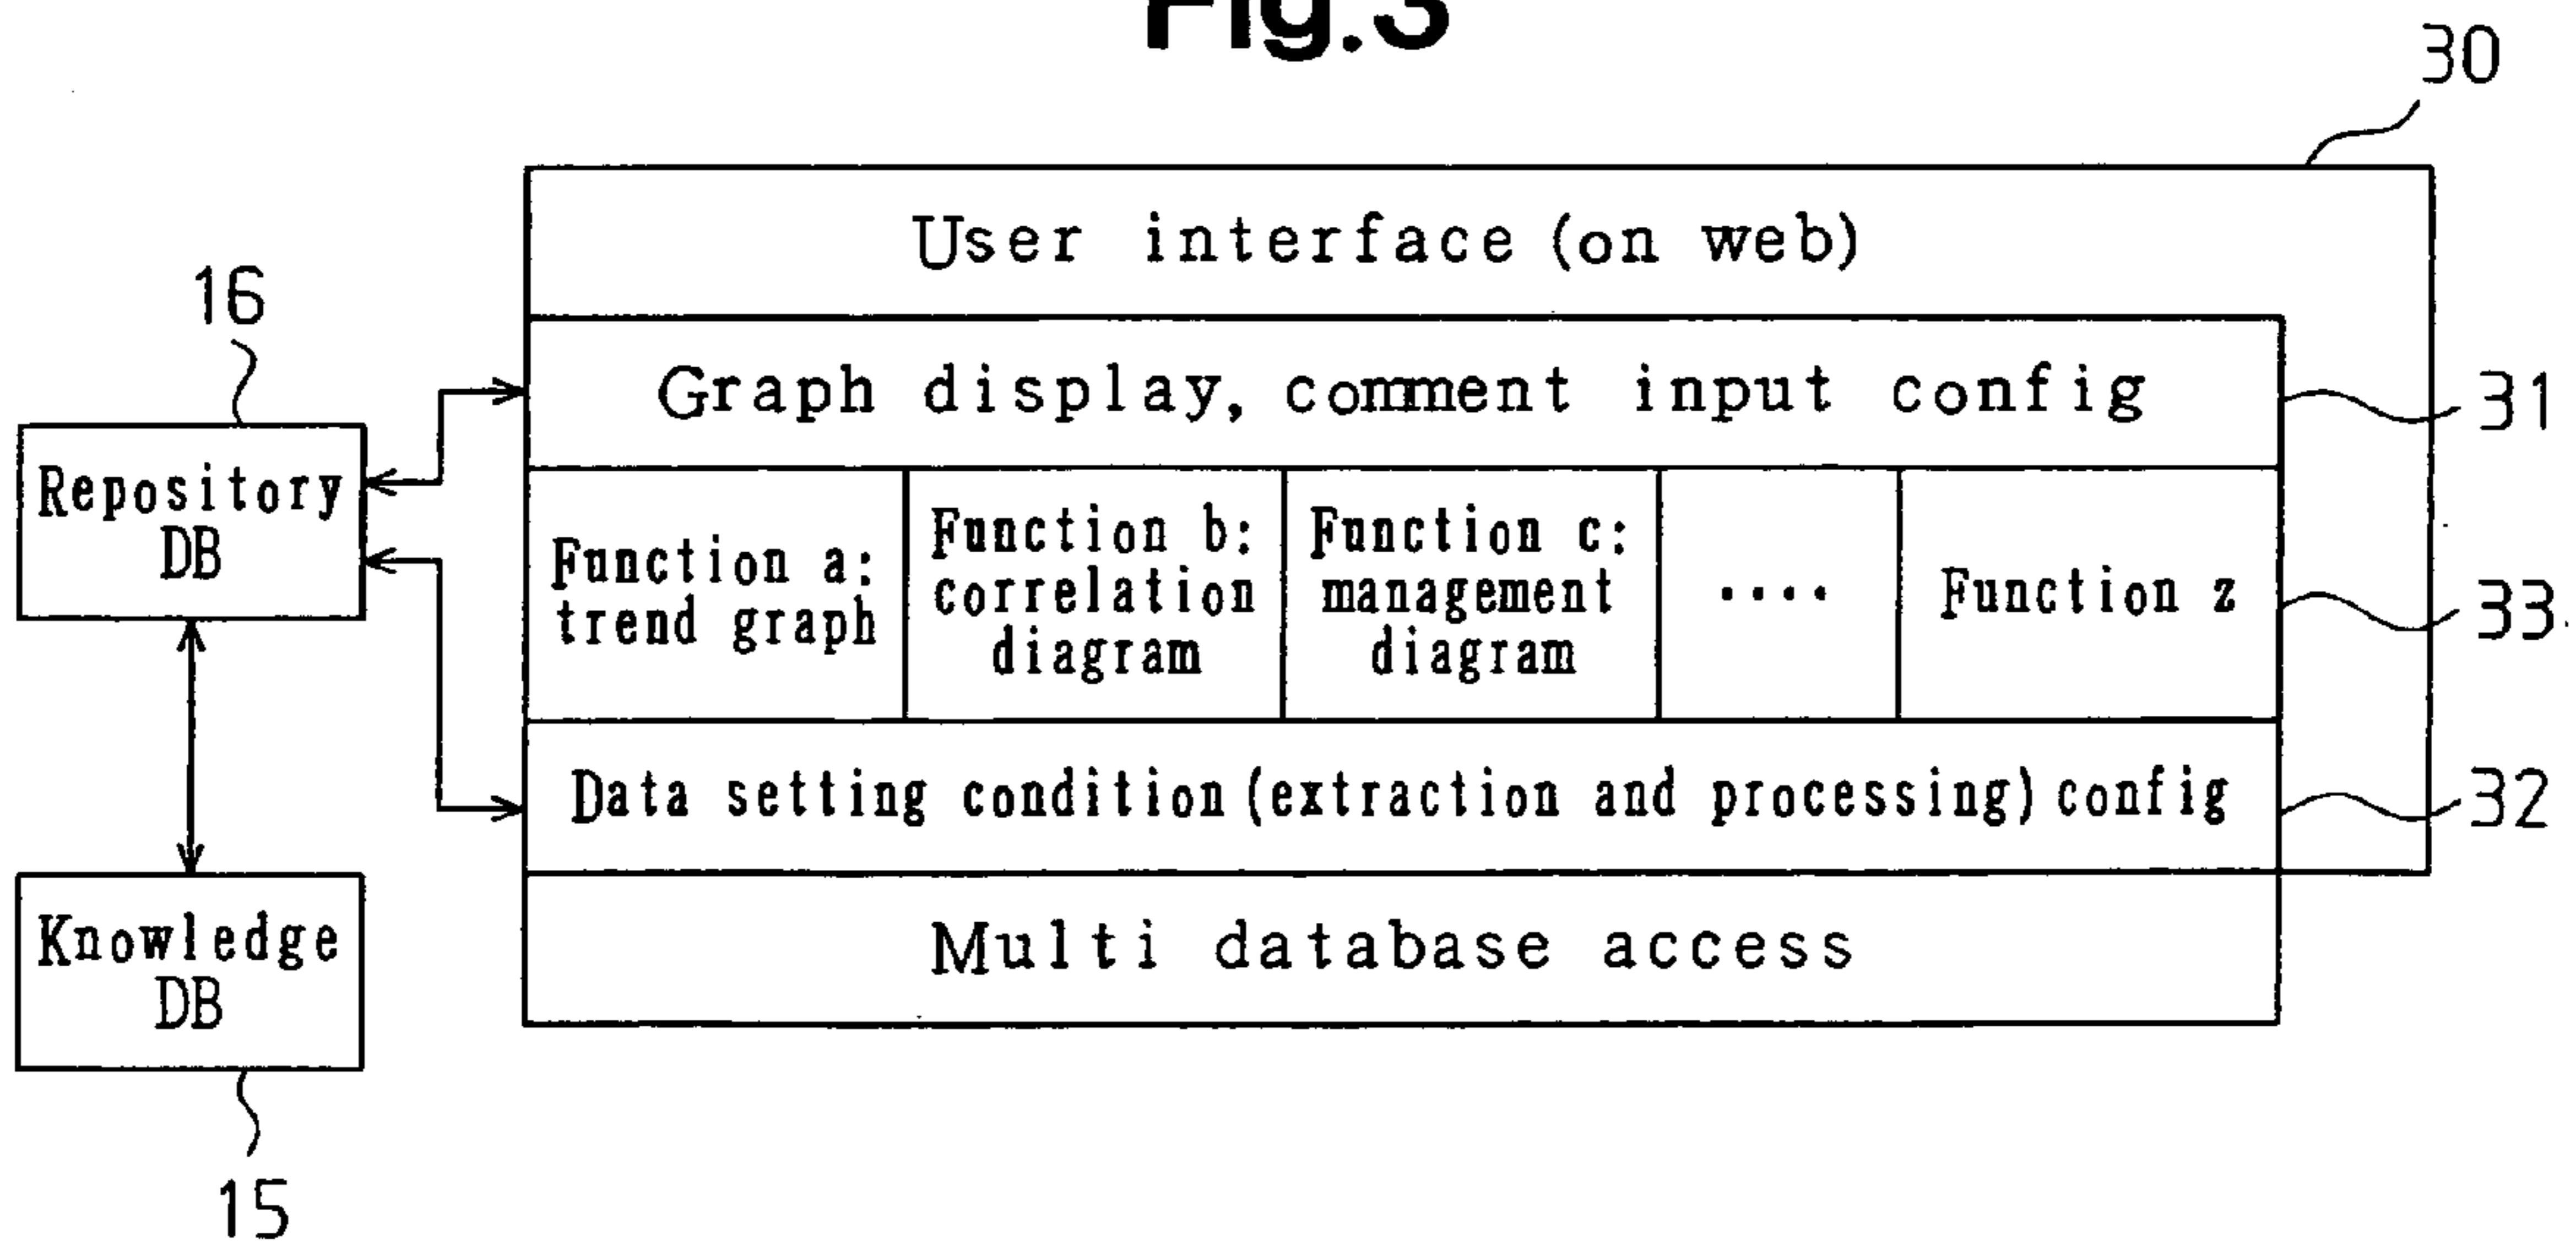 Fig.3
30
User interface (on web)
16
Graph display, comment input config
31
Repository
DB
Function a:
trend graph
Function b:
correlation
diagram
Function c:
management
diagram
....
Function z
33
Data setting condition (extraction and processing) config
32
Knowledge
DB
Multi database access
15